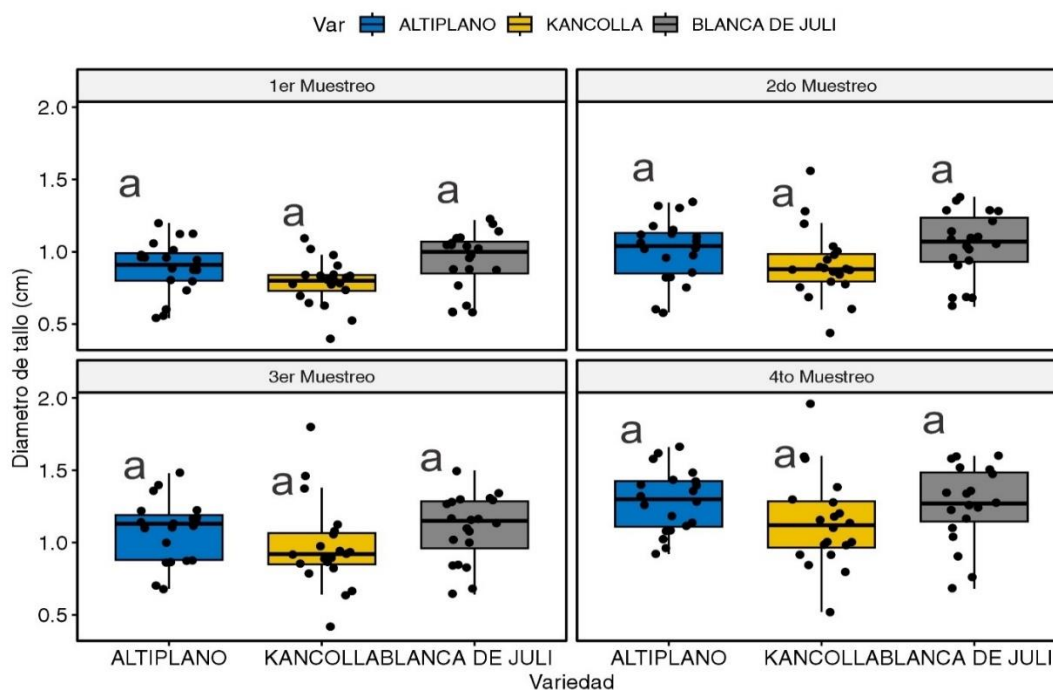 Var ALTIPLANO KANCOLLA BLANCA DE JULI
1er Muestreo
2do Muestreo
2.0
1.5
1.0
0.5
a
a
a
a
a
a
3er Muestreo
4to Muestreo
2.0
1.5
1.0
0.5
a
a
a
a
a
a
Diametro de tallo (cm)
ALTIPLANO KANCOLLA BLANCA DE JULI
ALTIPLANO KANCOLLA BLANCA DE JULI
Variedad